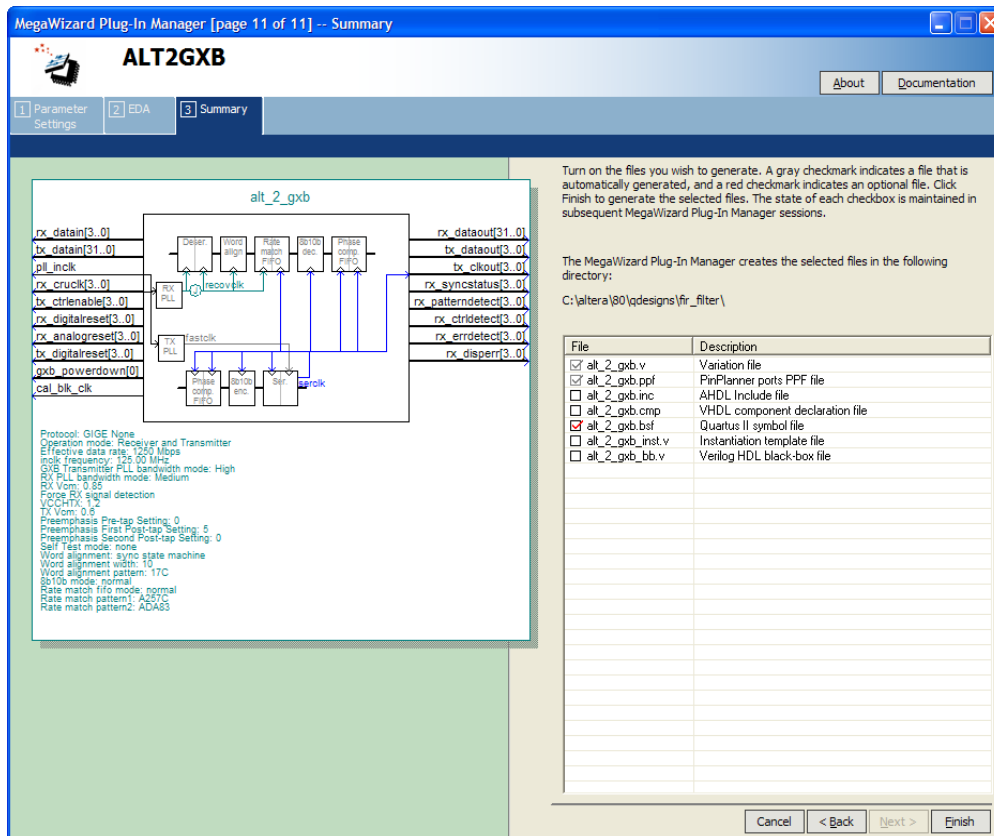 MegaWizard Plug-In Manager [page 11 of 11] -- Summary
ALT2GXB
About
Documentation
1 Parameter Settings
2 EDA
3 Summary
alt_2_gxb
rx_datain[3..0]
tx_datain[31..0]
pll_inclk
rx_cruclk[3..0]
tx_ctrlenable[3..0]
rx_digitalreset[3..0]
rx_analogreset[3..0]
tx_digitalreset[3..0]
gxb_powerdown[0]
cal_blk_clk
Deser.
Word align
Rate match FIFO
8b10b dec.
Phase comp. FIFO
RX PLL
recovclk
TX PLL
fastclk
Phase comp. FIFO
8b10b enc.
Ser.
serclk
rx_dataout[31..0]
tx_dataout[3..0]
tx_clkout[3..0]
rx_syncstatus[3..0]
rx_patterndetect[3..0]
rx_ctrldetect[3..0]
rx_errdetect[3..0]
rx_disperr[3..0]
Protocol: GIGE None
Operation mode: Receiver and Transmitter
Effective data rate: 1250 Mbps
inclk frequency: 125.00 MHz
GXB Transmitter PLL bandwidth mode: High
RX PLL bandwidth mode: Medium
RX Vcm: 0.85
Force RX signal detection
VCCHTX: 1.2
TX Vcm: 0.6
Preemphasis Pre-tap Setting: 0
Preemphasis First Post-tap Setting: 5
Preemphasis Second Post-tap Setting: 0
Self Test mode: none
Word alignment: sync state machine
Word alignment width: 10
Word alignment pattern: 17C
8b10b mode: normal
Rate match fifo mode: normal
Rate match pattern1: A257C
Rate match pattern2: ADA83
Turn on the files you wish to generate. A gray checkmark indicates a file that is
automatically generated, and a red checkmark indicates an optional file. Click
Finish to generate the selected files. The state of each checkbox is maintained in
subsequent MegaWizard Plug-In Manager sessions.
The MegaWizard Plug-In Manager creates the selected files in the following
directory:
C:\altera\80\qdesigns\fir_filter\
File Description
alt_2_gxb.v Variation file
alt_2_gxb.ppf PinPlanner ports PPF file
alt_2_gxb.inc AHDL Include file
alt_2_gxb.cmp VHDL component declaration file
alt_2_gxb.bsf Quartus II symbol file
alt_2_gxb_inst.v Instantiation template file
alt_2_gxb_bb.v Verilog HDL black-box file
Cancel
< Back
Next >
Finish